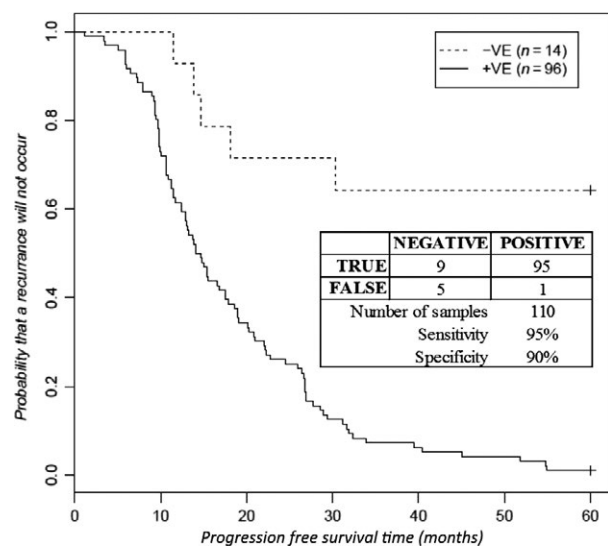 −VE (n = 14)
+VE (n = 96)
1.0
0.8
0.6
0.4
0.2
0.0
Probability that a recurrance will not occur
NEGATIVE POSITIVE
TRUE 9 95
FALSE 5 1
Number of samples 110
Sensitivity 95%
Specificity 90%
0 10 20 30 40 50 60
Progression free survival time (months)